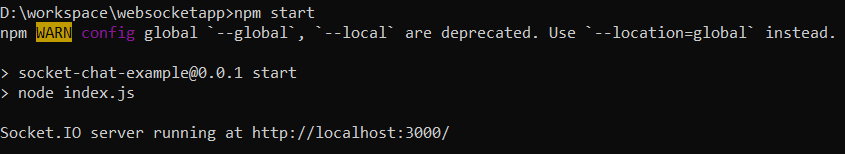 D:\workspace\websocketapp>npm start
npm WARN config global `--global`, `--local` are deprecated. Use `--location=global` instead.
> socket-chat-example@0.0.1 start
> node index.js
Socket.IO server running at http://localhost:3000/